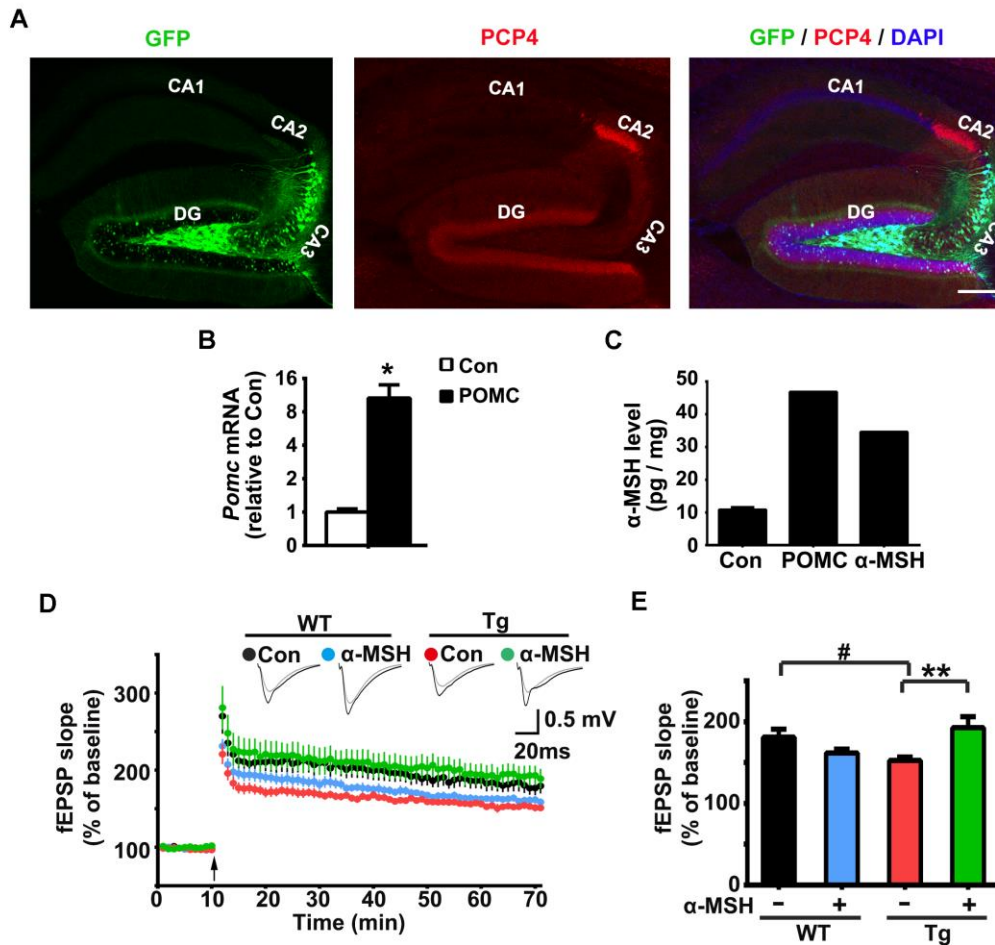 A
GFP
PCP4
GFP / PCP4 / DAPI
CA1
CA2
DG
CA3
CA1
CA2
DG
CA3
CA1
CA2
DG
CA3
B
Pomc mRNA
(relative to Con)
16
8
4
2
1
0
*
Con
POMC
C
α-MSH level
(pg / mg)
50
40
30
20
10
0
Con POMC α-MSH
D
WT
Tg
Con α-MSH Con α-MSH
0.5 mV
20ms
fEPSP slope
(% of baseline)
300
200
100
0 10 20 30 40 50 60 70
Time (min)
E
#
**
fEPSP slope
(% of baseline)
200
150
0
α-MSH − + − +
WT Tg